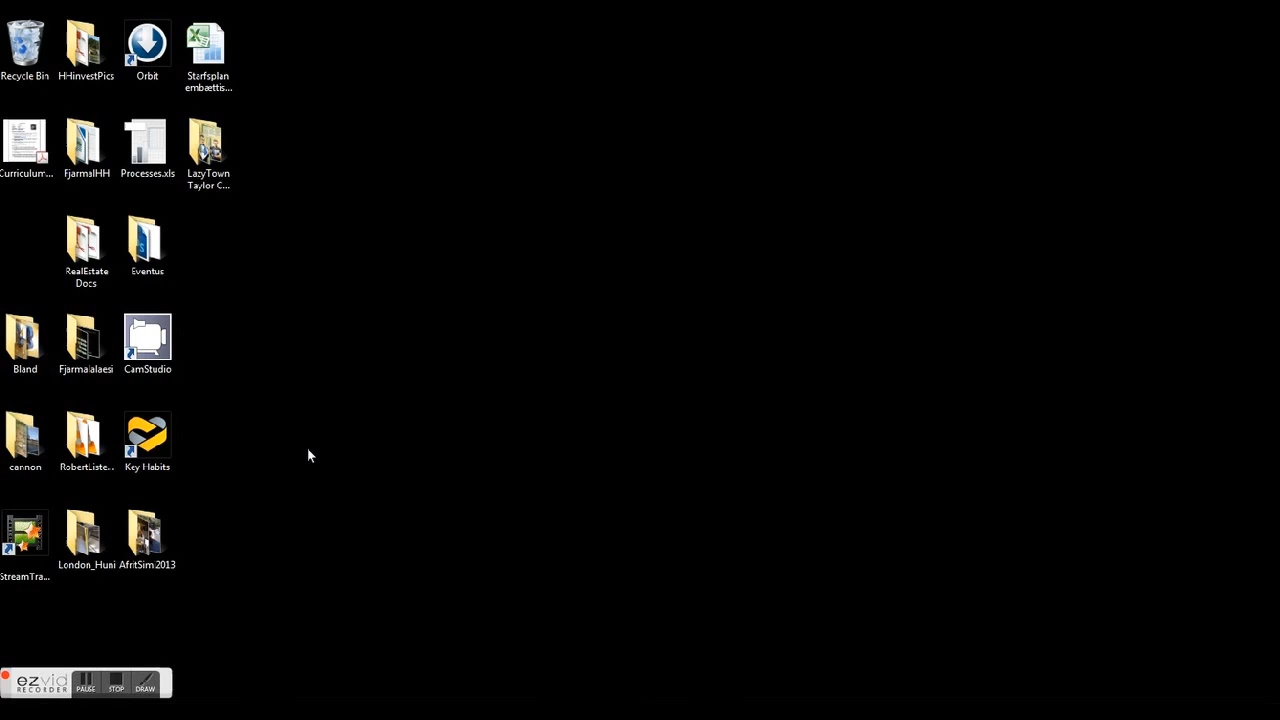 Recycle Bin
HHinvestPics
Orbit
Starfsplan
embættis...
Curriculum...
FjarmalHH
Processes.xls
LazyTown
Taylor C...
RealEstate
Docs
Eventus
Bland
Fjarmalalaesi
CamStudio
cannon
RobertListe...
Key Habits
StreamTra...
London_Huni
AfritSim2013
ezvid
RECORDER
PAUSE
STOP
DRAW